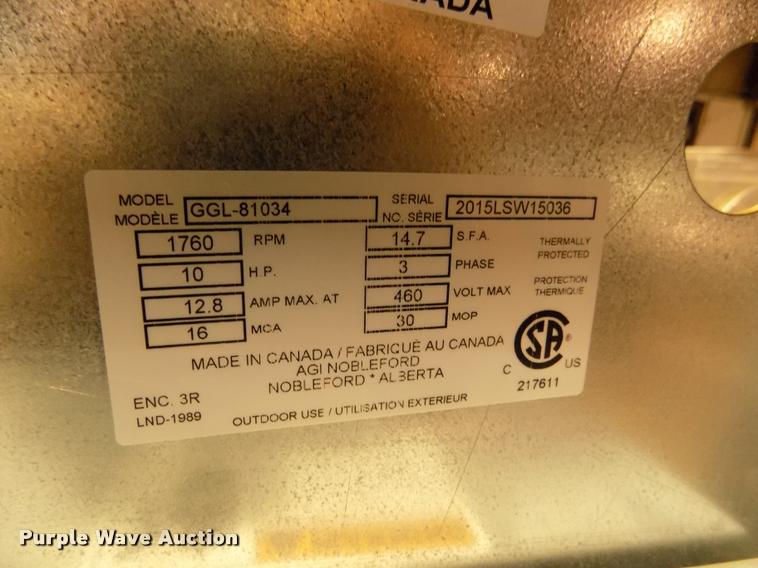 MODEL
MODÈLE GGL-81034
SERIAL
NO. SÉRIE 2015LSW15036
1760 RPM 14.7 S.F.A. THERMALLY
PROTECTED
10 H.P. 3 PHASE
PROTECTION
THERMIQUE
12.8 AMP MAX. AT 460 VOLT MAX
16 MCA 30 MOP
MADE IN CANADA / FABRIQUÉ AU CANADA
AGI NOBLEFORD
NOBLEFORD * ALBERTA
C SA ® US
217611
ENC. 3R
LND-1989
OUTDOOR USE / UTILISATION EXTERIEUR
Purple Wave Auction